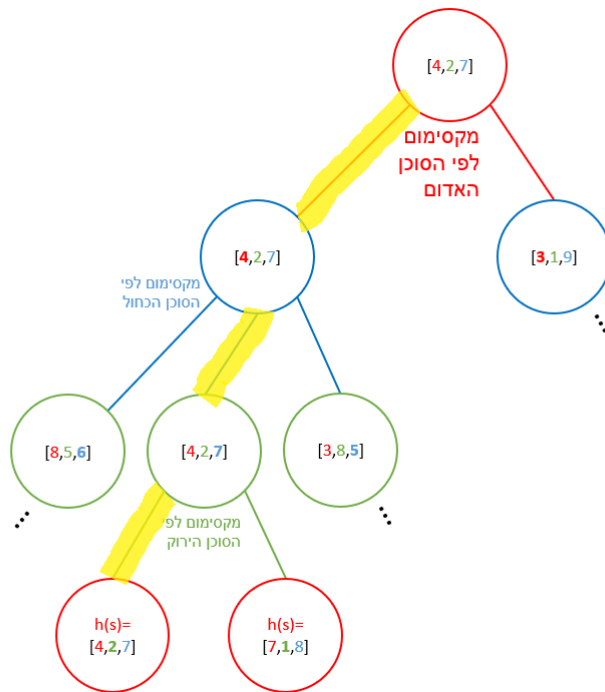 [4,2,7]
מקסימום
לפי הסוכן
האדום
[4,2,7]
[3,1,9]
מקסימום לפי
הסוכן הכחול
[8,5,6]
[4,2,7]
[3,8,5]
מקסימום לפי
הסוכן הירוק
h(s)=
[4,2,7]
h(s)=
[7,1,8]